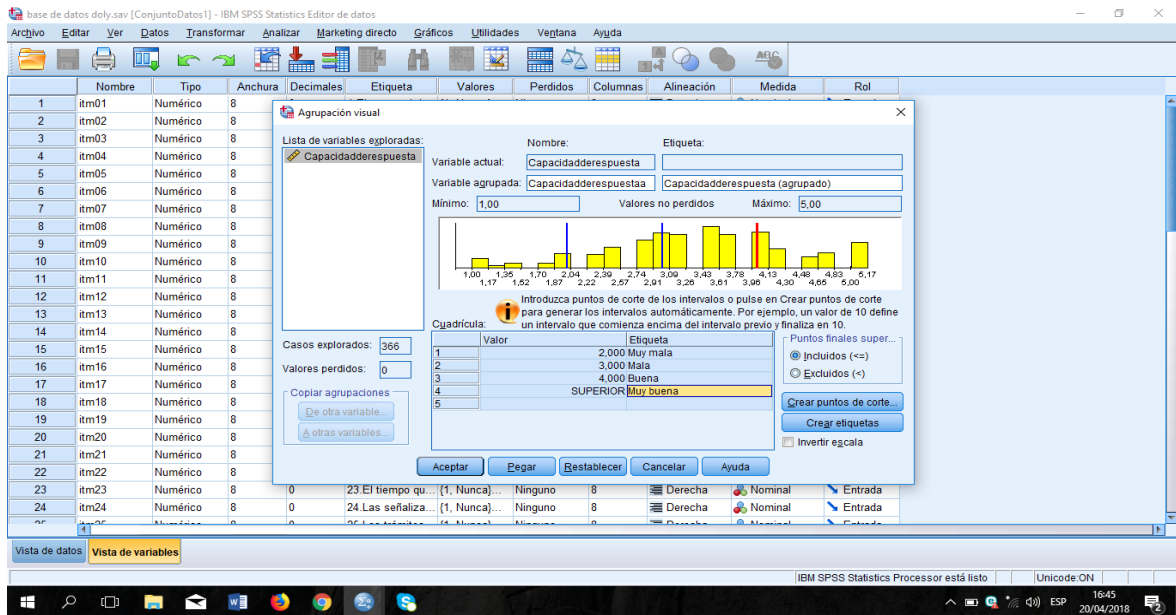 base de datos doly.sav [ConjuntoDatos1] - IBM SPSS Statistics Editor de datos
Archivo Editar Ver Datos Transformar Analizar Marketing directo Gráficos Utilidades Ventana Ayuda
Nombre Tipo Anchura Decimales Etiqueta Valores Perdidos Columnas Alineación Medida Rol
1 itm01 Numérico 8
2 itm02 Numérico 8
3 itm03 Numérico 8
4 itm04 Numérico 8
5 itm05 Numérico 8
6 itm06 Numérico 8
7 itm07 Numérico 8
8 itm08 Numérico 8
9 itm09 Numérico 8
10 itm10 Numérico 8
11 itm11 Numérico 8
12 itm12 Numérico 8
13 itm13 Numérico 8
14 itm14 Numérico 8
15 itm15 Numérico 8
16 itm16 Numérico 8
17 itm17 Numérico 8
18 itm18 Numérico 8
19 itm19 Numérico 8
20 itm20 Numérico 8
21 itm21 Numérico 8
22 itm22 Numérico 8
23 itm23 Numérico 8 0 23.El tiempo qu... {1, Nunca}... Ninguno 8 Derecha Nominal Entrada
24 itm24 Numérico 8 0 24.Las señaliza... {1, Nunca}... Ninguno 8 Derecha Nominal Entrada
Agrupación visual
Lista de variables exploradas:
Capacidadderespuesta
Nombre: Etiqueta:
Variable actual: Capacidadderespuesta
Variable agrupada: Capacidadderespuestaa Capacidadderespuesta (agrupado)
Mínimo: 1,00 Valores no perdidos Máximo: 5,00
1,00 1,35 1,70 2,04 2,39 2,74 3,09 3,43 3,78 4,13 4,48 4,83 5,17
1,17 1,52 1,87 2,22 2,57 2,91 3,26 3,61 3,96 4,30 4,65 5,00
Introduzca puntos de corte de los intervalos o pulse en Crear puntos de corte
para generar los intervalos automáticamente. Por ejemplo, un valor de 10 define
un intervalo que comienza encima del intervalo previo y finaliza en 10.
Cuadrícula:
Valor Etiqueta
1 2,000 Muy mala
2 3,000 Mala
3 4,000 Buena
4 SUPERIOR Muy buena
5
Casos explorados: 366
Valores perdidos: 0
Copiar agrupaciones
De otra variable...
A otras variables...
Puntos finales super...
Incluidos (<=)
Excluidos (<)
Crear puntos de corte...
Crear etiquetas
Invertir escala
Aceptar Pegar Restablecer Cancelar Ayuda
Vista de datos Vista de variables
IBM SPSS Statistics Processor está listo Unicode:ON
ESP
16:45
20/04/2018